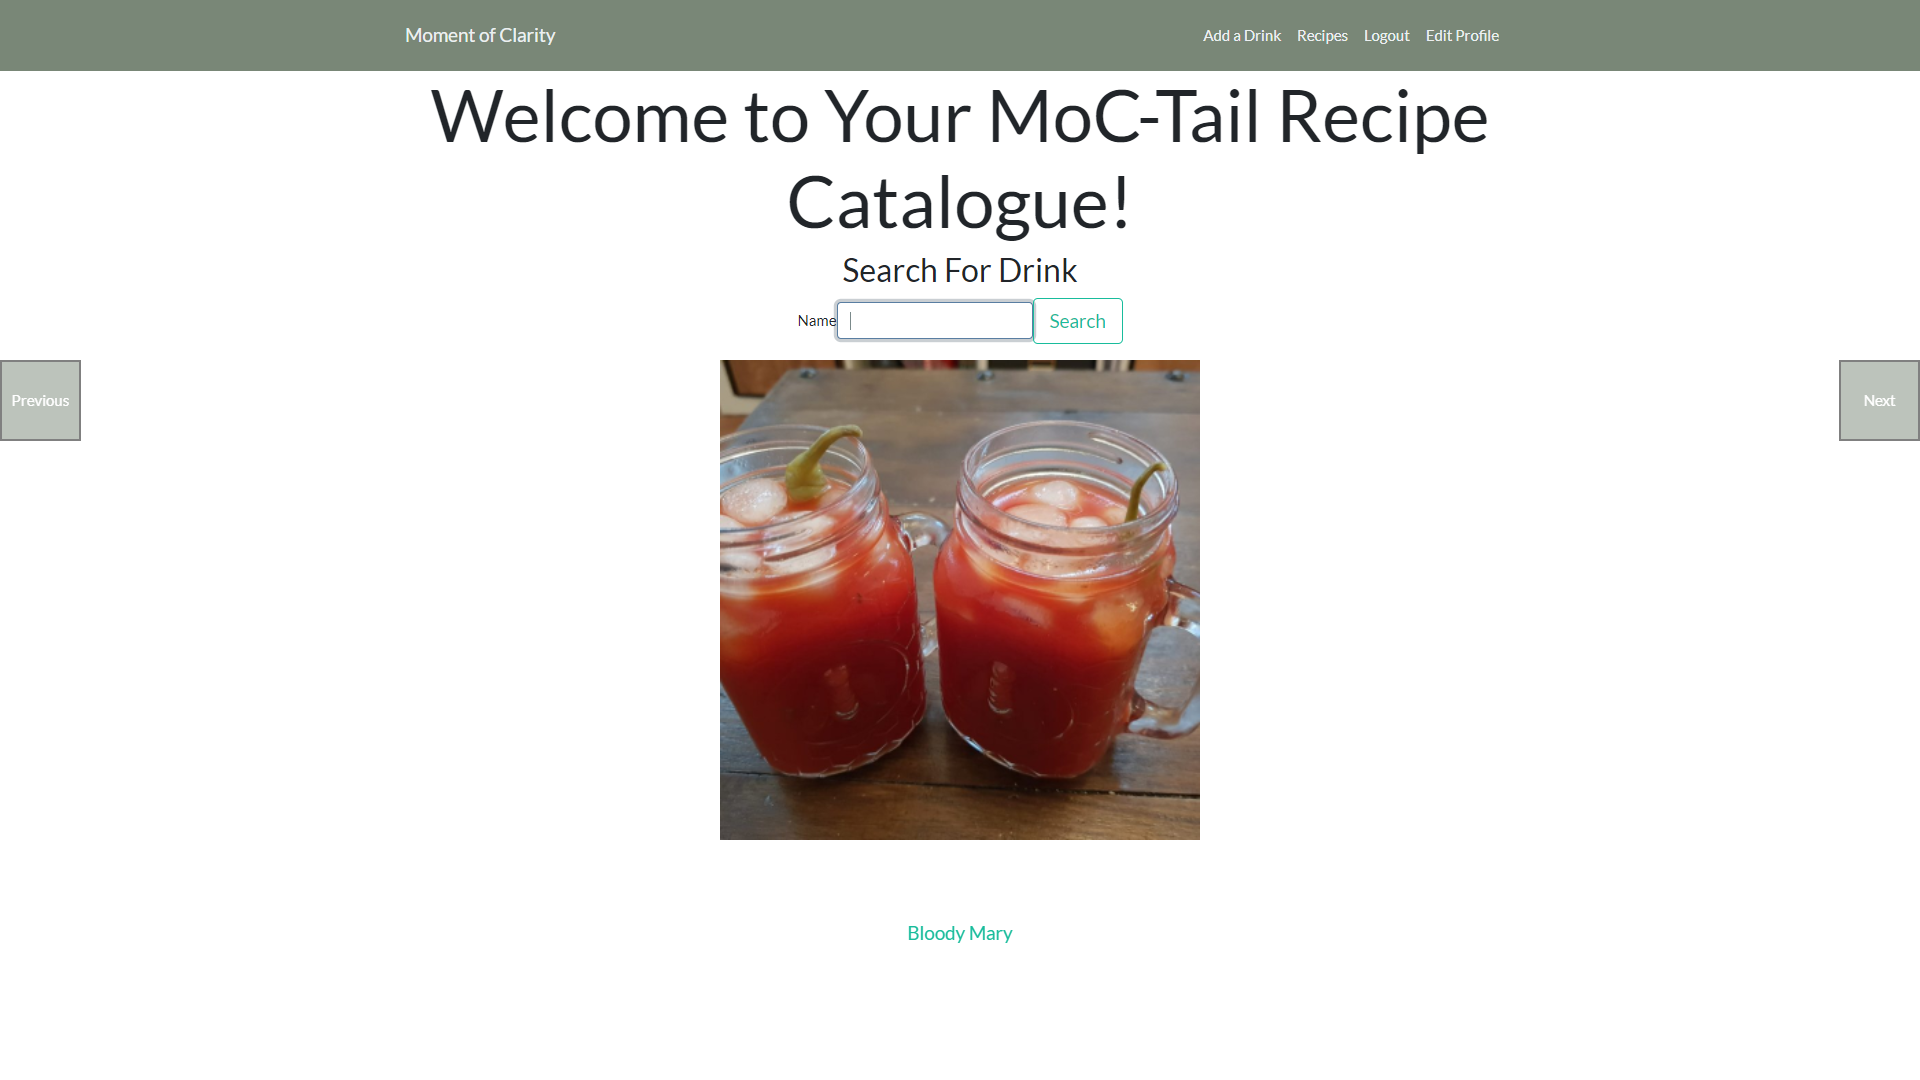 Moment of Clarity
Add a Drink Recipes Logout Edit Profile
Welcome to Your MoC-Tail Recipe
Catalogue!
Search For Drink
Name Search
Previous
Next
Bloody Mary